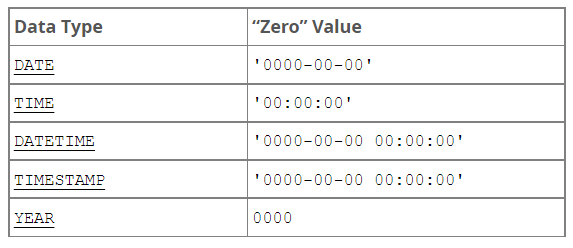 Data Type “Zero” Value
DATE '0000-00-00'
TIME '00:00:00'
DATETIME '0000-00-00 00:00:00'
TIMESTAMP '0000-00-00 00:00:00'
YEAR 0000